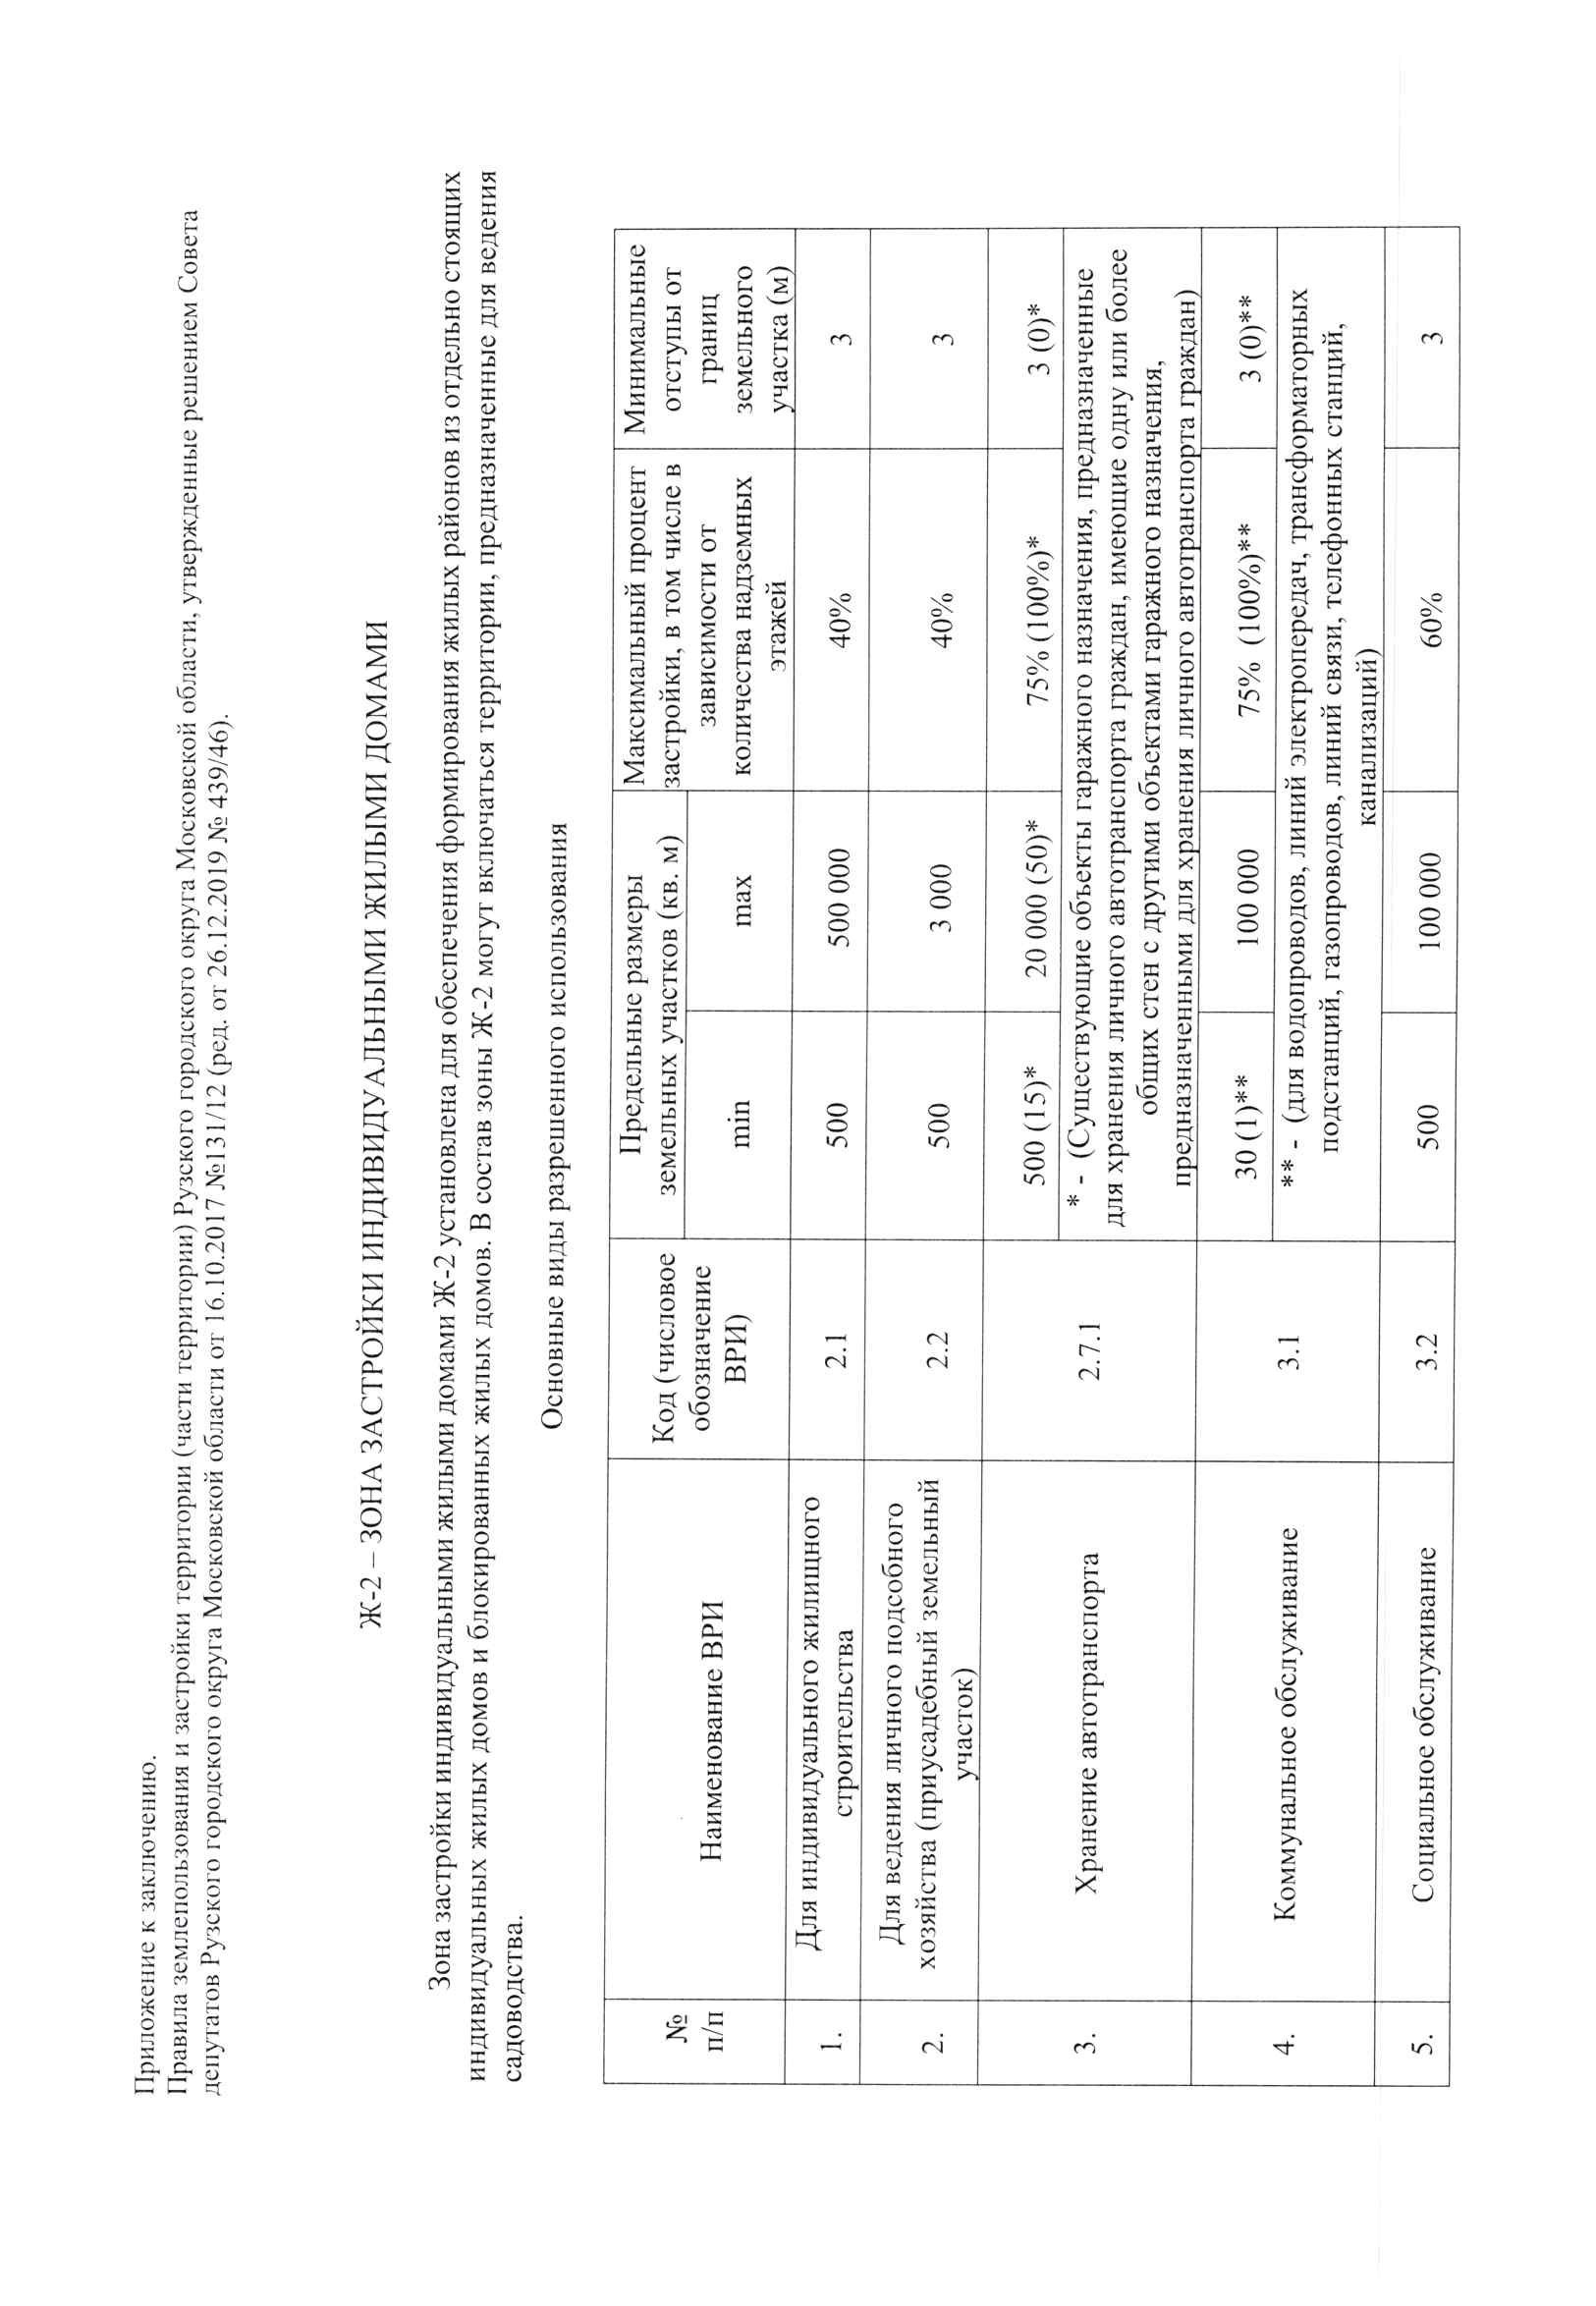 Приложение к заключению.
Правила землепользования и застройки территории (части территории) Рузского городского округа Московской области, утвержденные решением Совета
депутатов Рузского городского округа Московской области от 16.10.2017 №131/12 (ред. от 26.12.2019 № 439/46).
Ж-2 – ЗОНА ЗАСТРОЙКИ ИНДИВИДУАЛЬНЫМИ ЖИЛЫМИ ДОМАМИ
Зона застройки индивидуальными жилыми домами Ж-2 установлена для обеспечения формирования жилых районов из отдельно стоящих
индивидуальных жилых домов и блокированных жилых домов. В состав зоны Ж-2 могут включаться территории, предназначенные для ведения
садоводства.
Основные виды разрешенного использования
№
п/п
Наименование ВРИ
Код (числовое
обозначение
ВРИ)
Предельные размеры
земельных участков (кв. м)
min
max
Максимальный процент
застройки, в том числе в
зависимости от
количества надземных
этажей
Минимальные
отступы от
границ
земельного
участка (м)
1.
Для индивидуального жилищного
строительства
2.1
500
500 000
40%
3
2.
Для ведения личного подсобного
хозяйства (приусадебный земельный
участок)
2.2
500
3 000
40%
3
3.
Хранение автотранспорта
2.7.1
500 (15)*
20 000 (50)*
75% (100%)*
3 (0)*
* - (Существующие объекты гаражного назначения, предназначенные
для хранения личного автотранспорта граждан, имеющие одну или более
общих стен с другими объектами гаражного назначения,
предназначенными для хранения личного автотранспорта граждан)
4.
Коммунальное обслуживание
3.1
30 (1)**
100 000
75% (100%)**
3 (0)**
** - (для водопроводов, линий электропередач, трансформаторных
подстанций, газопроводов, линий связи, телефонных станций,
канализаций)
5.
Социальное обслуживание
3.2
500
100 000
60%
3